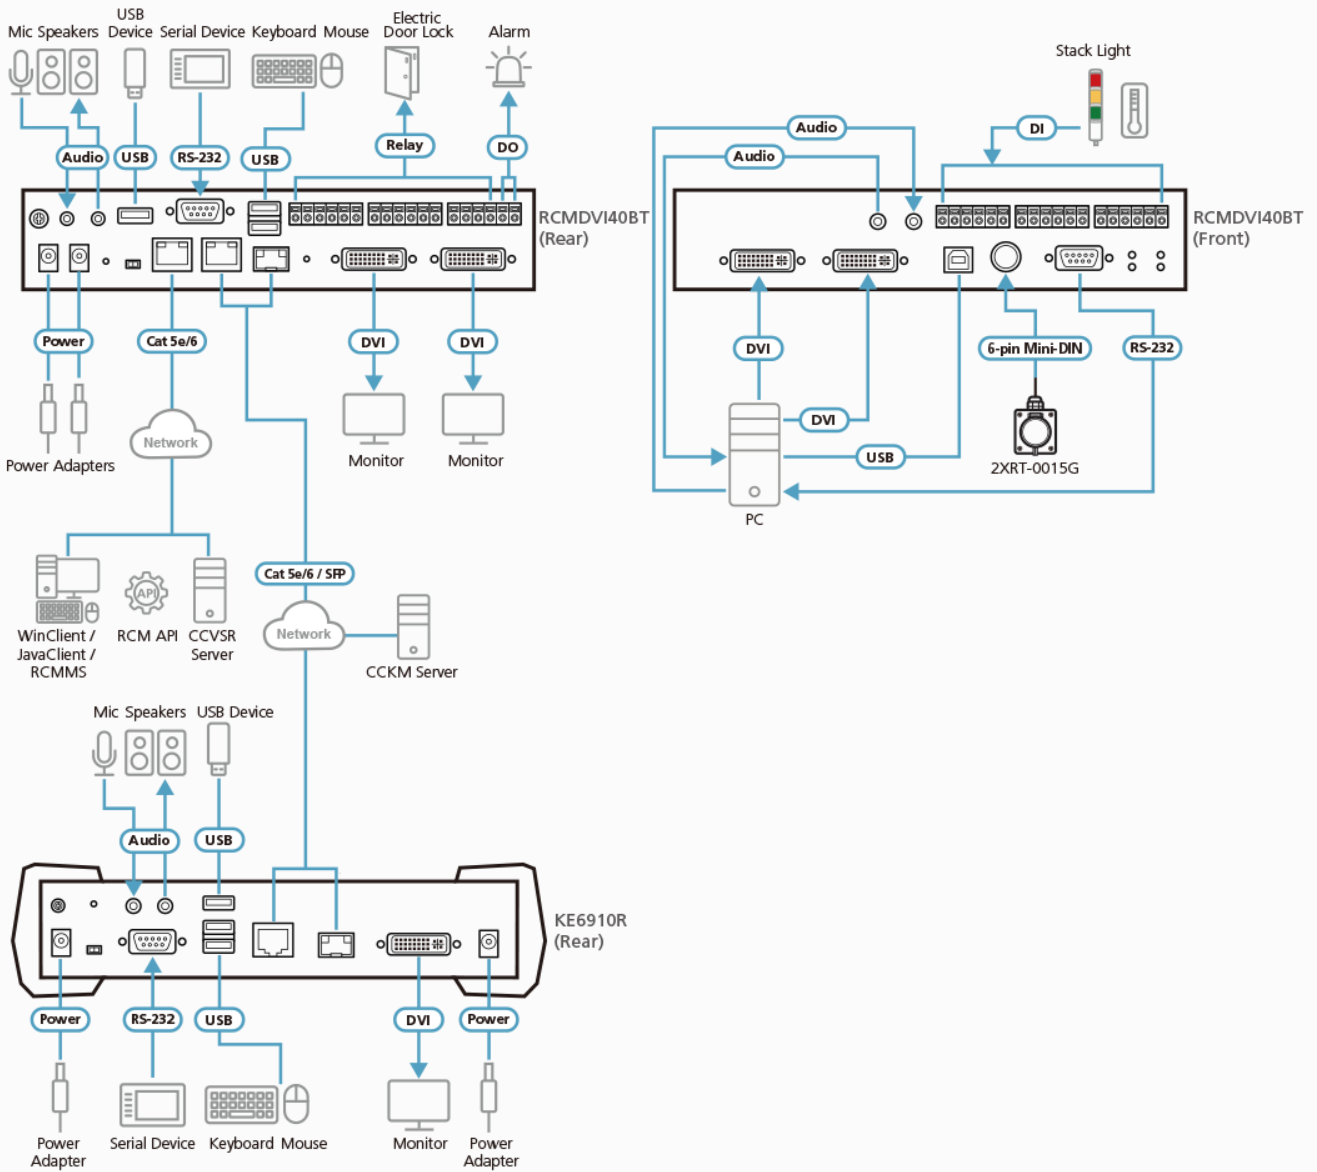 Mic Speakers
USB
Device
Serial Device
Keyboard Mouse
Electric
Door Lock
Alarm
Audio
USB
RS-232
USB
Relay
DO
RCMDVI40BT
(Rear)
Power
Cat 5e/6
DVI
DVI
Network
Power Adapters
Monitor
Monitor
Stack Light
Audio
DI
Audio
RCMDVI40BT
(Front)
DVI
6-pin Mini-DIN
RS-232
DVI
USB
2XRT-0015G
PC
Cat 5e/6 / SFP
API
WinClient /
JavaClient /
RCMMS
RCM API
CCVSR
Server
Network
CCKM Server
Mic Speakers
USB Device
Audio
USB
KE6910R
(Rear)
Power
RS-232
USB
DVI
Power
Power
Adapter
Serial Device
Keyboard Mouse
Monitor
Power
Adapter